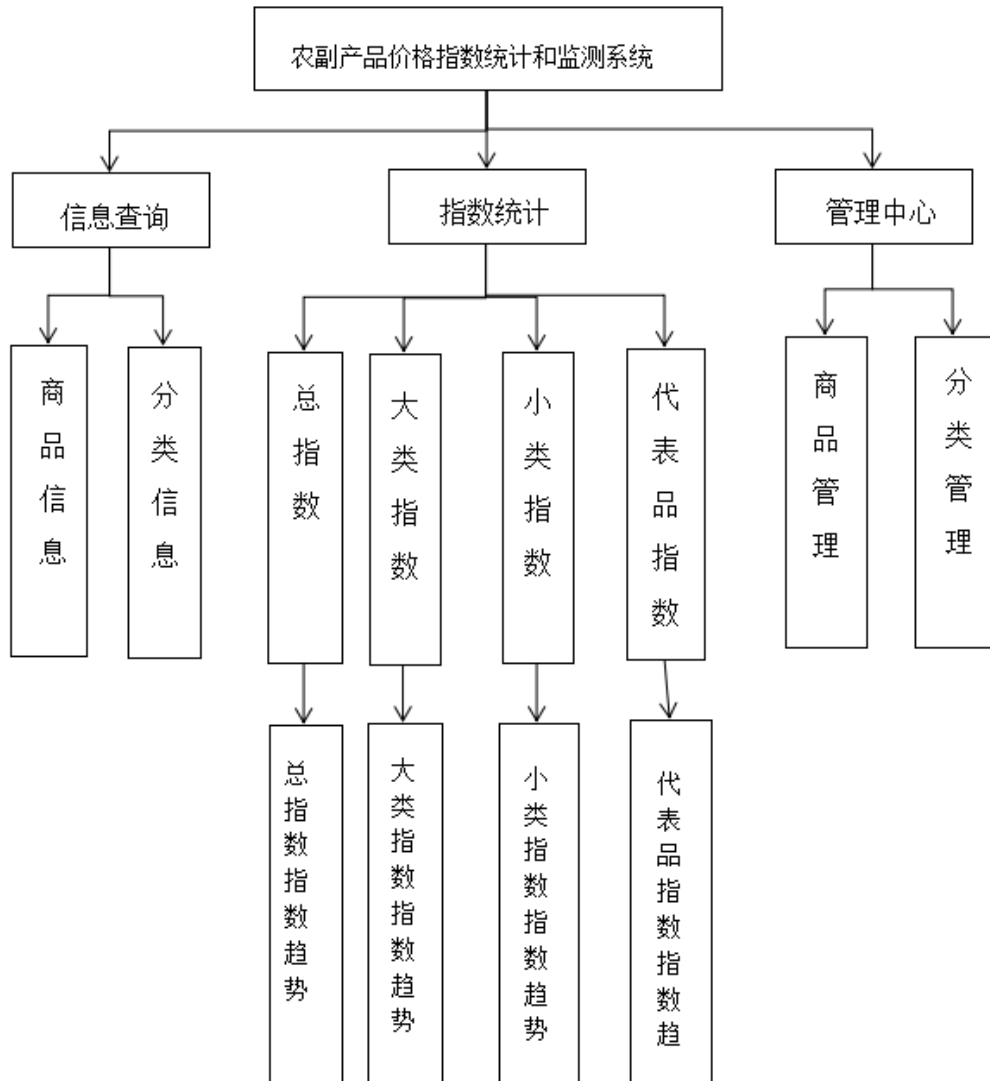 农副产品价格指数统计和监测系统
信息查询
指数统计
管理中心
商品信息
分类信息
总指数
大类指数
小类指数
代表品指数
商品管理
分类管理
总指数指数趋势
大类指数指数趋势
小类指数指数趋势
代表品指数指数趋